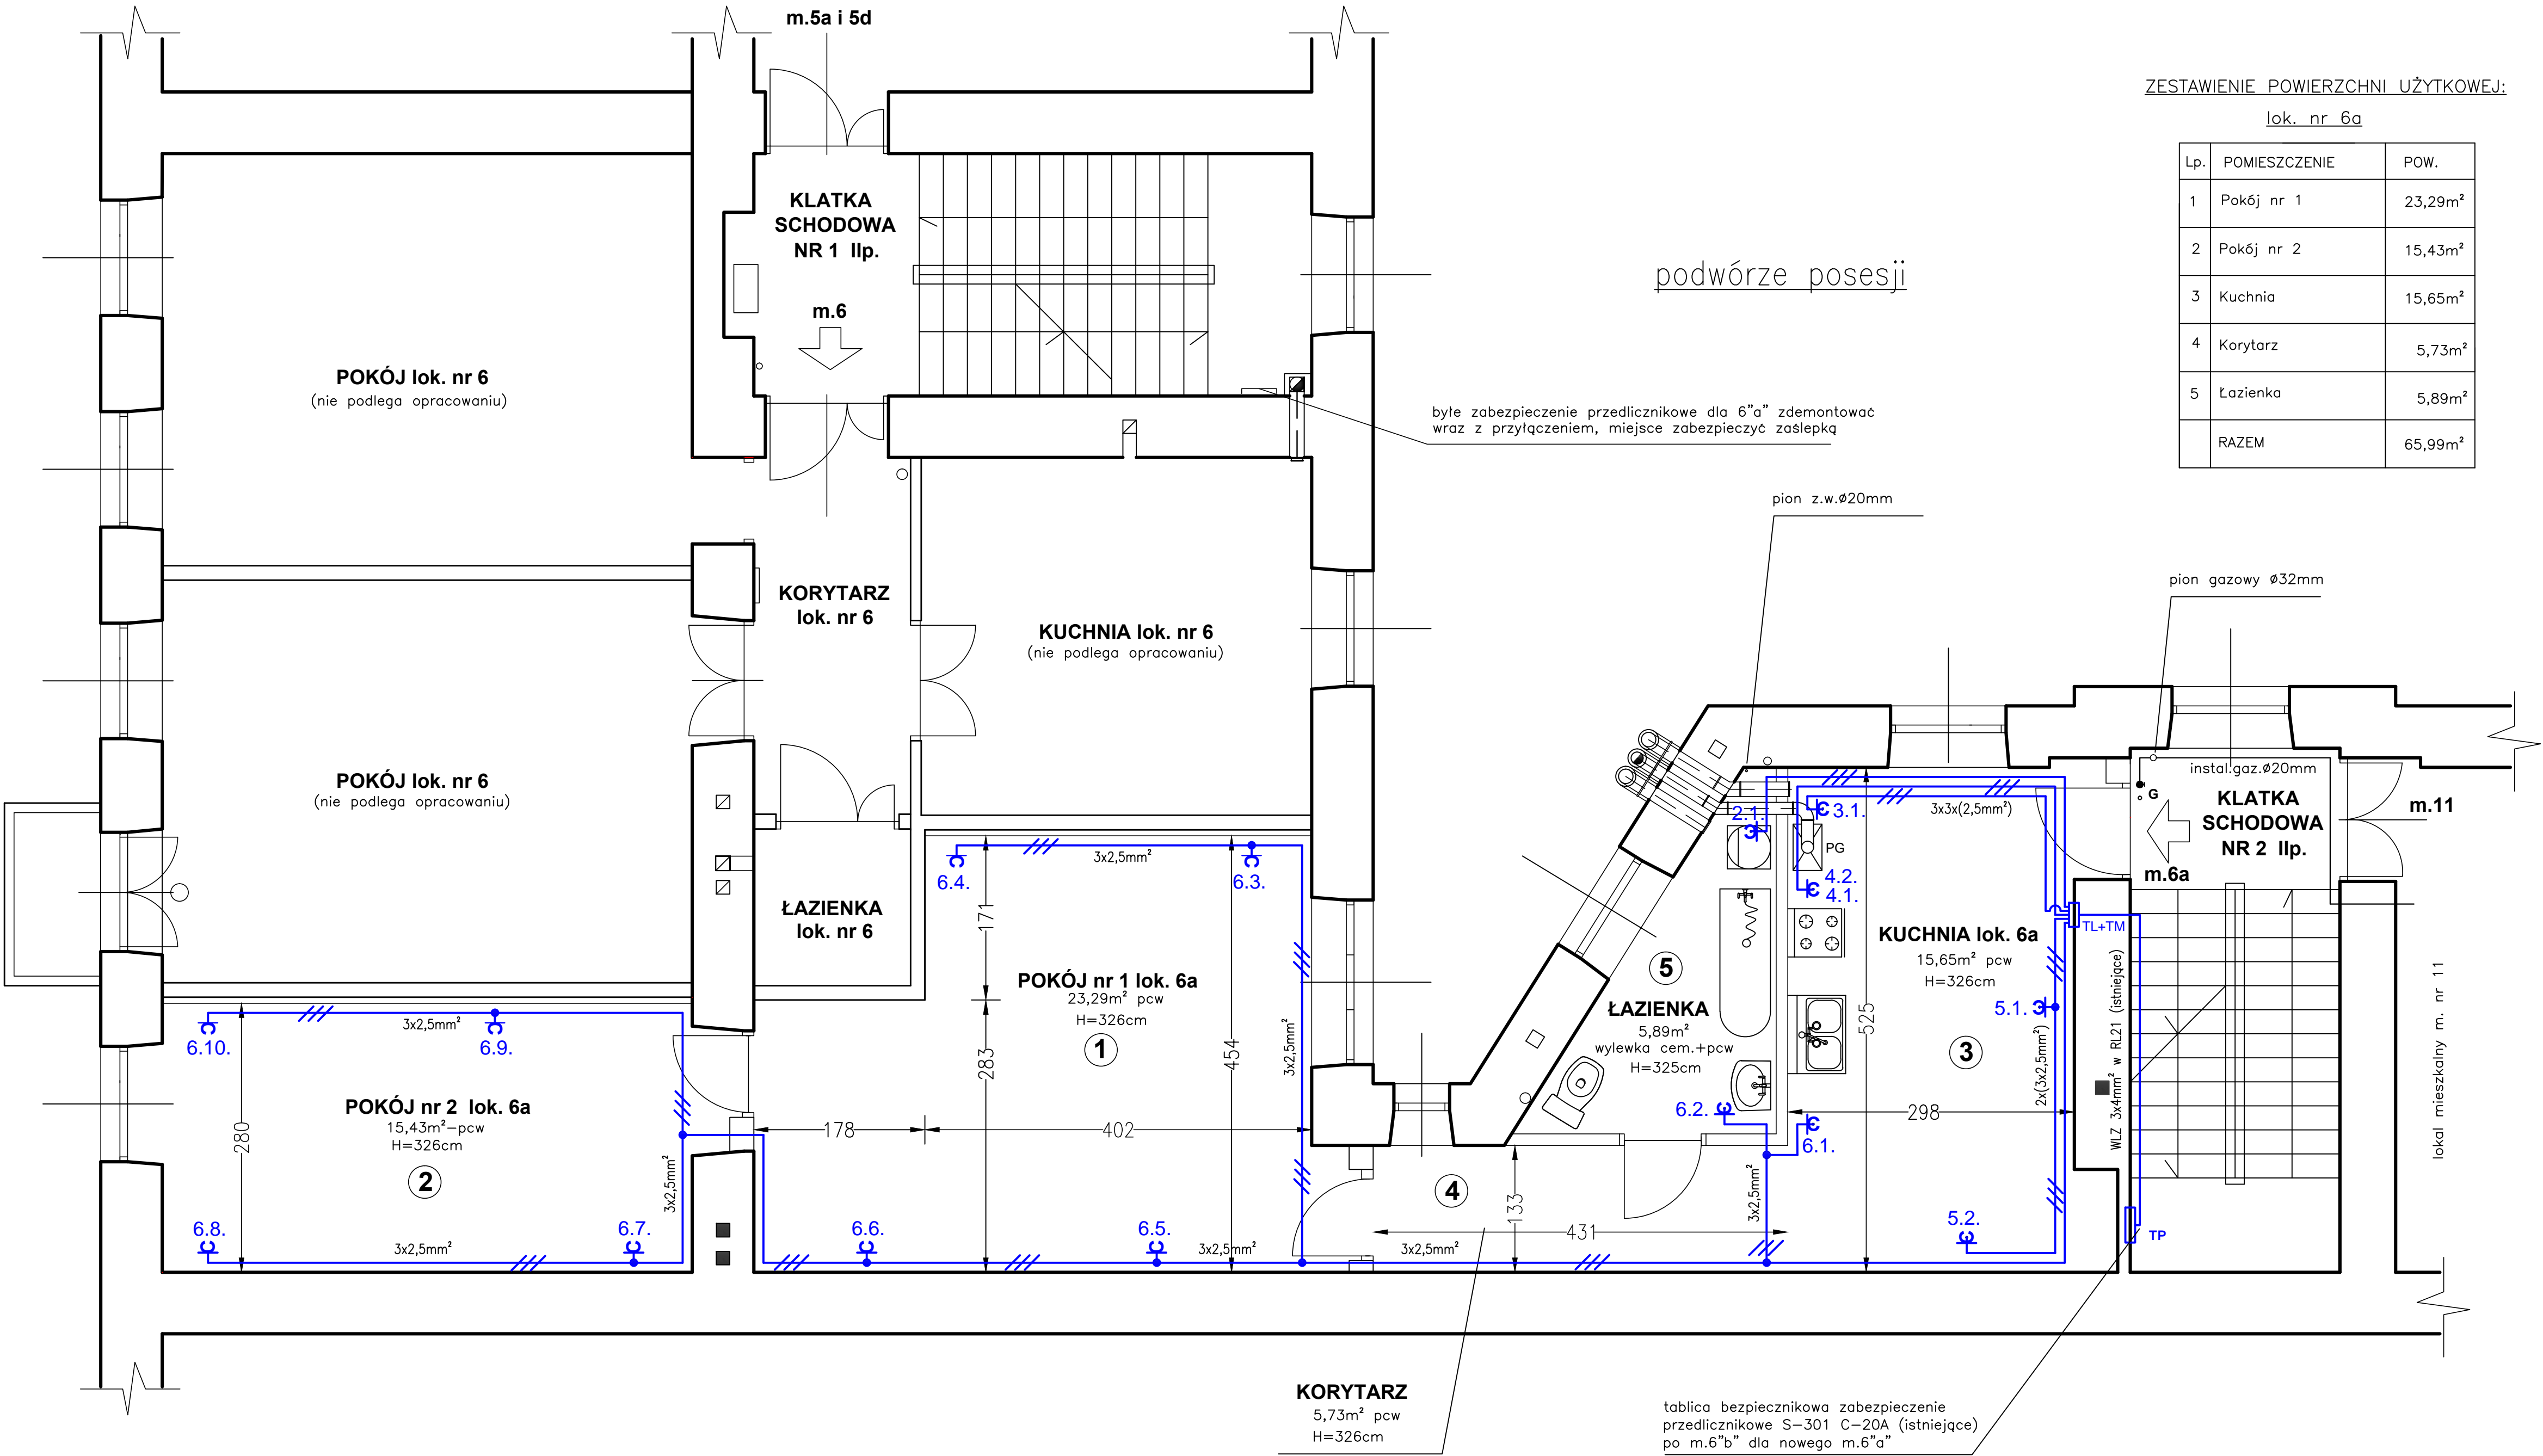 m.5a i 5d
ZESTAWIENIE POWIERZCHNI UŻYTKOWEJ:
lok. nr 6a
Lp. POMIESZCZENIE POW.
1 Pokój nr 1 23,29m²
2 Pokój nr 2 15,43m²
3 Kuchnia 15,65m²
4 Korytarz 5,73m²
5 Łazienka 5,89m²
RAZEM 65,99m²
KLATKA
SCHODOWA
NR 1 IIp.
m.6
podwórze posesji
POKÓJ lok. nr 6
(nie podlega opracowaniu)
byłe zabezpieczenie przedlicznikowe dla 6"a" zdemontować
wraz z przyłączeniem, miejsce zabezpieczyć zaślepką
pion z.w.ø20mm
pion gazowy ø32mm
KORYTARZ
lok. nr 6
KUCHNIA lok. nr 6
(nie podlega opracowaniu)
POKÓJ lok. nr 6
(nie podlega opracowaniu)
instal.gaz.ø20mm
G
KLATKA
SCHODOWA
NR 2 IIp.
m.11
m.6a
2.1.
3.1.
3x3x(2,5mm²)
PG
4.2.
4.1.
3x2,5mm²
6.4.
6.3.
171
ŁAZIENKA
lok. nr 6
TL+TM
KUCHNIA lok. 6a
15,65m² pcw
H=326cm
3
5
ŁAZIENKA
5,89m²
wylewka cem.+pcw
H=325cm
POKÓJ nr 1 lok. 6a
23,29m² pcw
H=326cm
1
283
454
3x2,5mm²
525
5.1.
2x(3x2,5mm²)
WLZ 3x4mm² w RL21 (istniejące)
lokal mieszkalny m. nr 11
3x2,5mm²
6.10.
6.9.
POKÓJ nr 2 lok. 6a
15,43m²-pcw
H=326cm
2
280
3x2,5mm²
178
402
6.2.
6.1.
298
4
133
431
3x2,5mm²
6.8.
6.7.
6.6.
6.5.
5.2.
TP
3x2,5mm²
3x2,5mm²
3x2,5mm²
KORYTARZ
5,73m² pcw
H=326cm
tablica bezpiecznikowa zabezpieczenie
przedlicznikowe S-301 C-20A (istniejące)
po m.6"b" dla nowego m.6"a"